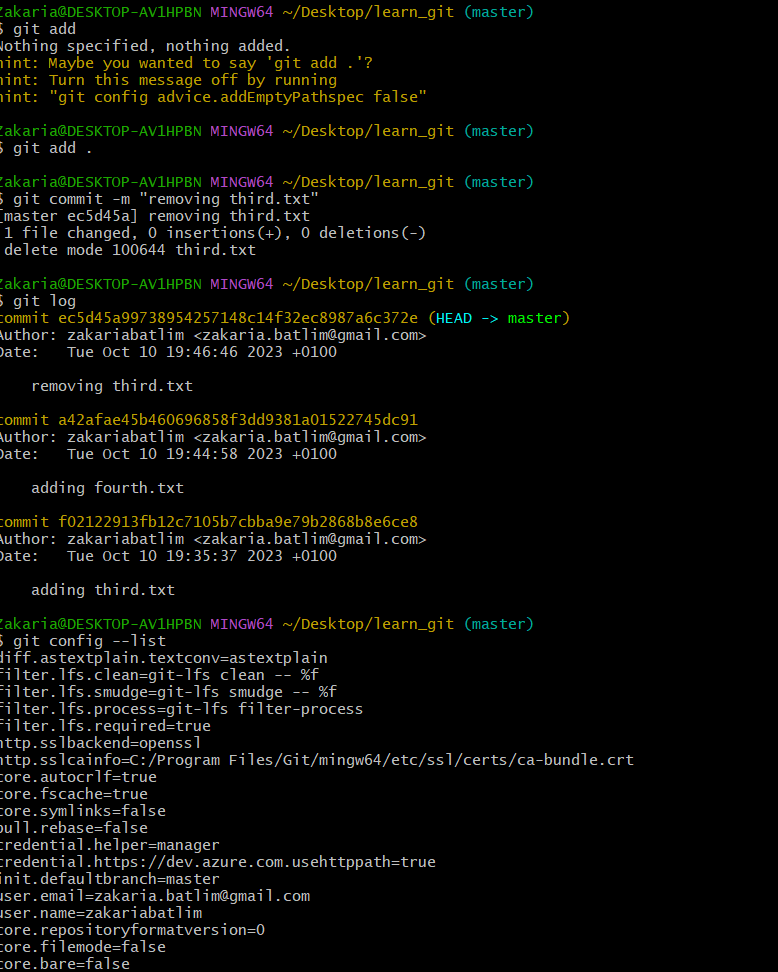 Zakaria@DESKTOP-AV1HPBN MINGW64 ~/Desktop/learn_git (master)
$ git add
Nothing specified, nothing added.
hint: Maybe you wanted to say 'git add .'?
hint: Turn this message off by running
hint: "git config advice.addEmptyPathspec false"
Zakaria@DESKTOP-AV1HPBN MINGW64 ~/Desktop/learn_git (master)
$ git add .
Zakaria@DESKTOP-AV1HPBN MINGW64 ~/Desktop/learn_git (master)
$ git commit -m "removing third.txt"
[master ec5d45a] removing third.txt
 1 file changed, 0 insertions(+), 0 deletions(-)
 delete mode 100644 third.txt
Zakaria@DESKTOP-AV1HPBN MINGW64 ~/Desktop/learn_git (master)
$ git log
commit ec5d45a99738954257148c14f32ec8987a6c372e (HEAD -> master)
Author: zakariabatlim <zakaria.batlim@gmail.com>
Date:   Tue Oct 10 19:46:46 2023 +0100
    removing third.txt
commit a42afae45b460696858f3dd9381a01522745dc91
Author: zakariabatlim <zakaria.batlim@gmail.com>
Date:   Tue Oct 10 19:44:58 2023 +0100
    adding fourth.txt
commit f02122913fb12c7105b7cbba9e79b2868b8e6ce8
Author: zakariabatlim <zakaria.batlim@gmail.com>
Date:   Tue Oct 10 19:35:37 2023 +0100
    adding third.txt
Zakaria@DESKTOP-AV1HPBN MINGW64 ~/Desktop/learn_git (master)
$ git config --list
diff.astextplain.textconv=astextplain
filter.lfs.clean=git-lfs clean -- %f
filter.lfs.smudge=git-lfs smudge -- %f
filter.lfs.process=git-lfs filter-process
filter.lfs.required=true
http.sslbackend=openssl
http.sslcainfo=C:/Program Files/Git/mingw64/etc/ssl/certs/ca-bundle.crt
core.autocrlf=true
core.fscache=true
core.symlinks=false
pull.rebase=false
credential.helper=manager
credential.https://dev.azure.com.usehttppath=true
init.defaultbranch=master
user.email=zakaria.batlim@gmail.com
user.name=zakariabatlim
core.repositoryformatversion=0
core.filemode=false
core.bare=false